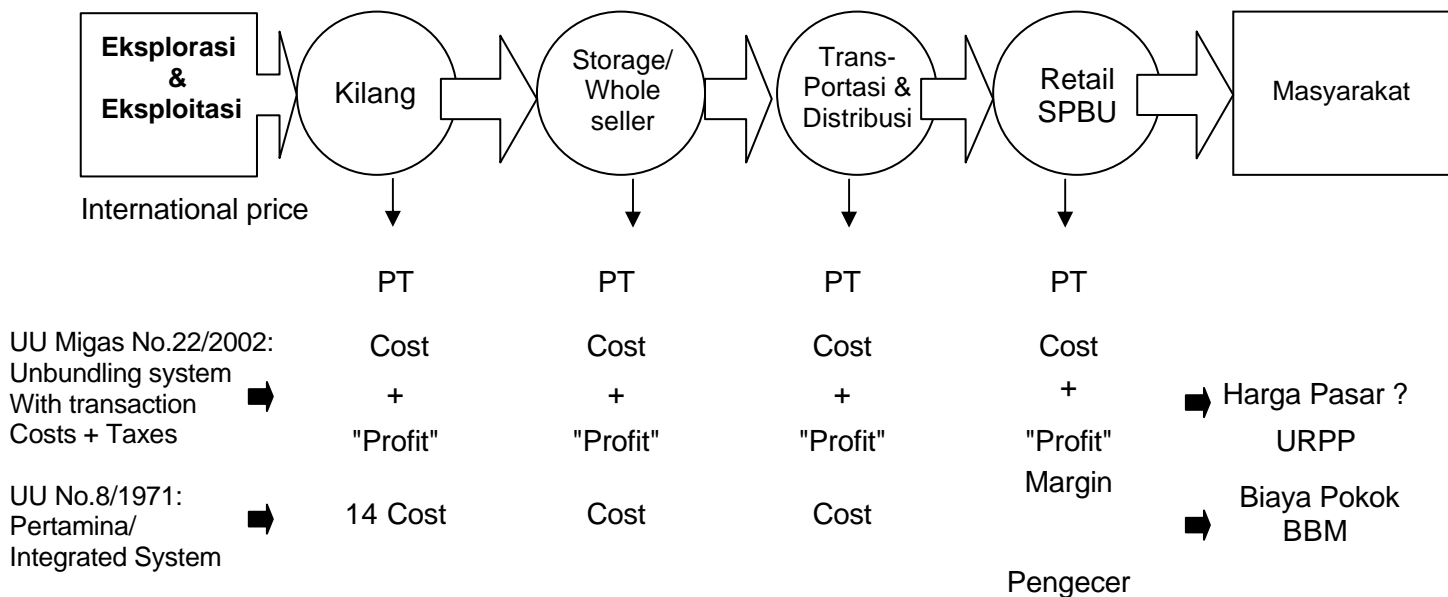 Eksplorasi
&
Eksploitasi
Kilang
Storage/
Whole
seller
Trans-
Portasi &
Distribusi
Retail
SPBU
Masyarakat
International price
PT
PT
PT
PT
UU Migas No.22/2002:
Unbundling system
With transaction
Costs + Taxes
Cost
+
"Profit"
Cost
+
"Profit"
Cost
+
"Profit"
Cost
+
"Profit"
Margin
Harga Pasar ?
URPP
UU No.8/1971:
Pertamina/
Integrated System
14 Cost
Cost
Cost
Pengecer
Biaya Pokok
BBM